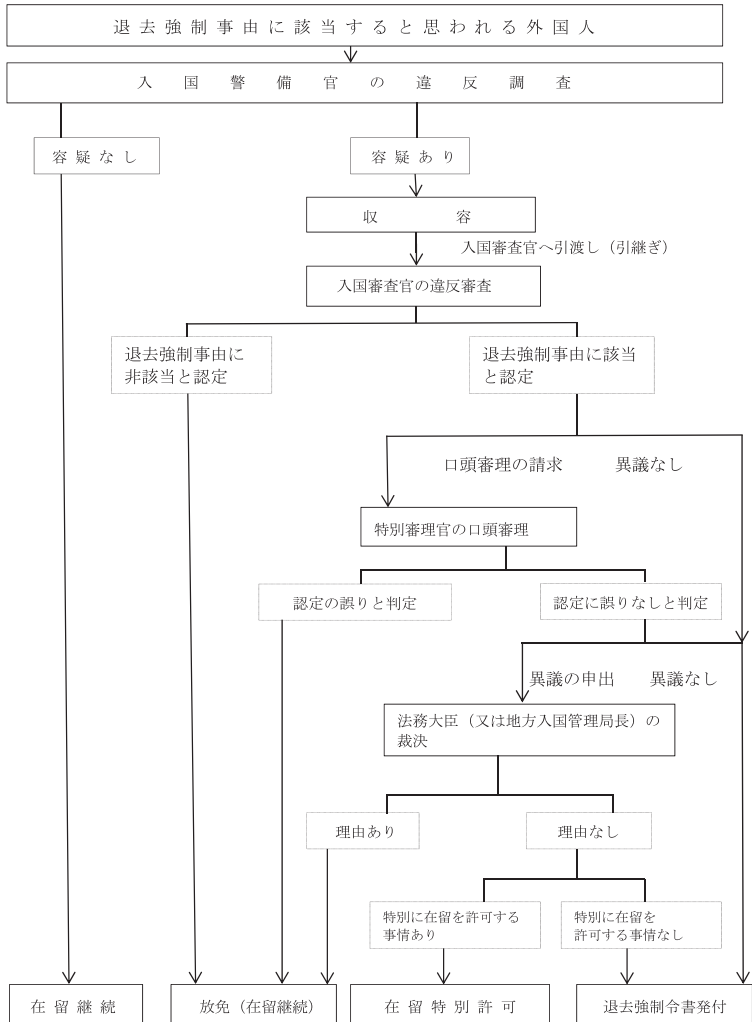 退去強制事由に該当すると思われる外国人
入国警備官の違反調査
容疑なし
容疑あり
収容
入国審査官へ引渡し（引継ぎ）
入国審査官の違反審査
退去強制事由に
非該当と認定
退去強制事由に該当
と認定
口頭審理の請求
異議なし
特別審理官の口頭審理
認定の誤りと判定
認定に誤りなしと判定
異議の申出
異議なし
法務大臣（又は地方入国管理局長）の
裁決
理由あり
理由なし
特別に在留を許可する
事情あり
特別に在留を
許可する事情なし
在留継続
放免（在留継続）
在留特別許可
退去強制令書発付